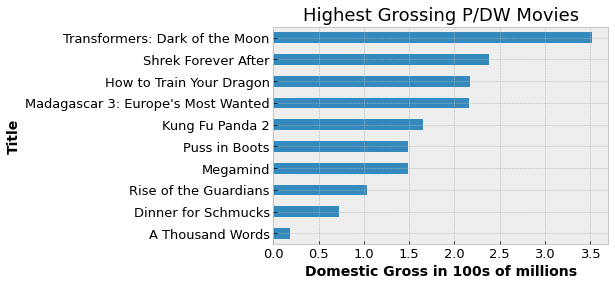 Highest Grossing P/DW Movies
Transformers: Dark of the Moon
Shrek Forever After
How to Train Your Dragon
Madagascar 3: Europe's Most Wanted
Kung Fu Panda 2
Puss in Boots
Megamind
Rise of the Guardians
Dinner for Schmucks
A Thousand Words
Title
0.0 0.5 1.0 1.5 2.0 2.5 3.0 3.5
Domestic Gross in 100s of millions